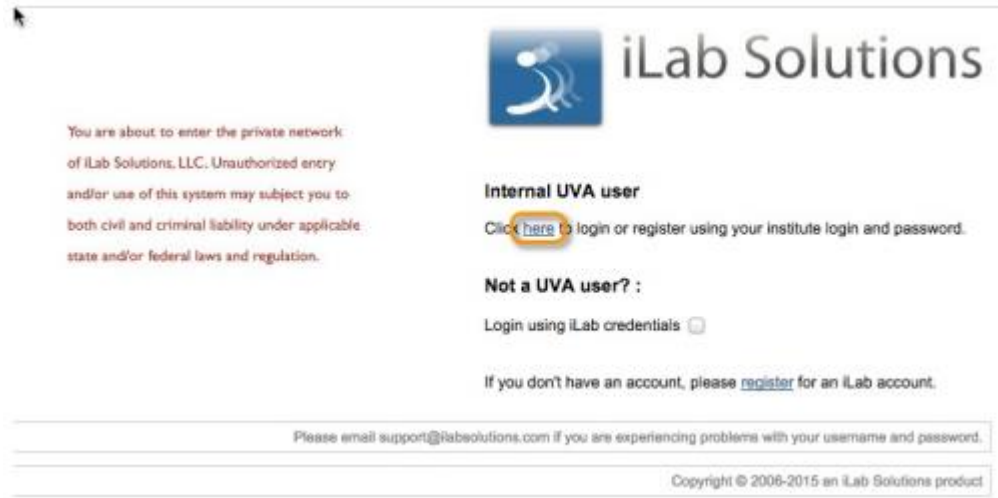 iLab Solutions
You are about to enter the private network
of iLab Solutions, LLC. Unauthorized entry
and/or use of this system may subject you to
both civil and criminal liability under applicable
state and/or federal laws and regulation.
Internal UVA user
Click here to login or register using your institute login and password.
Not a UVA user? :
Login using iLab credentials
If you don't have an account, please register for an iLab account.
Please email support@ilabsolutions.com if you are experiencing problems with your username and password.
Copyright © 2006-2015 an iLab Solutions product